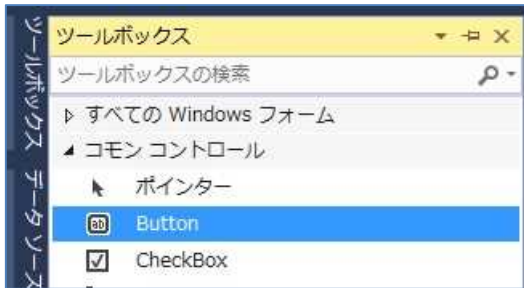 ツールボックス
データ ソース
ツールボックス
ツールボックスの検索
すべての Windows フォーム
コモン コントロール
ポインター
Button
CheckBox